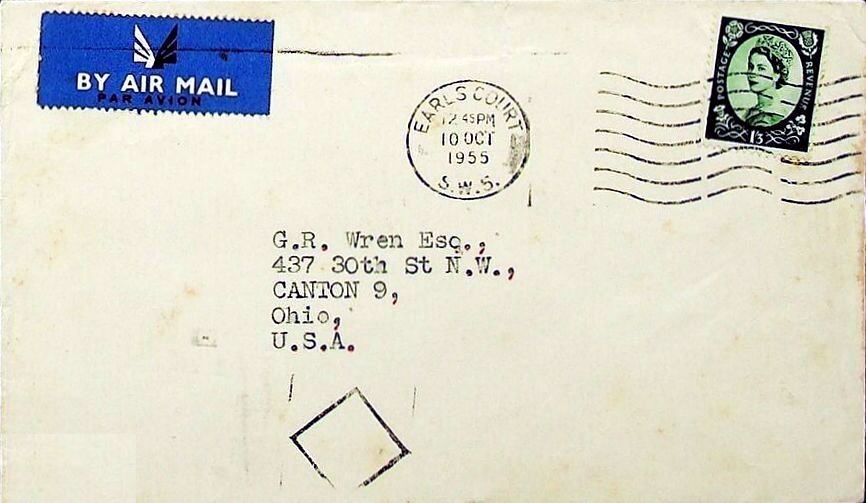 BY AIR MAIL
PAR AVION
EARLS COURT
12.45PM
10 OCT
1955
S.W.5.
POSTAGE
REVENUE
1/3
G.R. Wren Esq.,
437 30th St N.W.,
CANTON 9,
Ohio,
U.S.A.